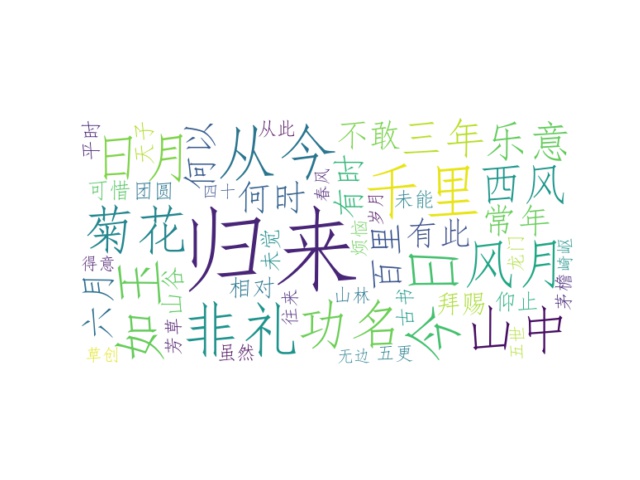 平时
天子
日月
何以
从今
从此
不敢
三年
乐意
可惜
团圆
四十
何时
春风
有时
千里
岁月
未能
西风
常年
菊花
归来
未觉
烦恼
百里
有此
日
风月
龙门
崎岖
得意
六月
如玉
山谷
相对
往来
山林
古书
拜赐
仰止
茅檐
芳草
非礼
功名
今
山中
五世
草创
虽然
无边
五更